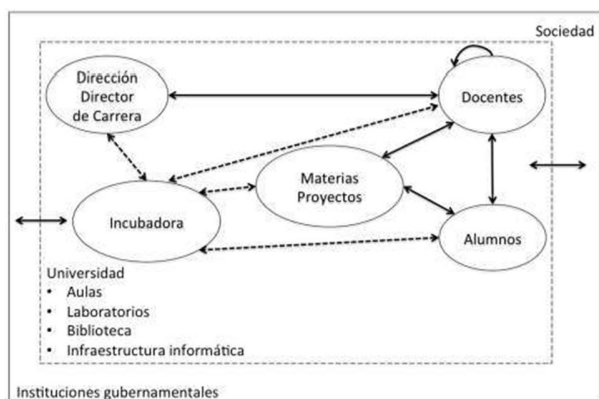 Sociedad
Dirección
Director
de Carrera
Docentes
Materias
Proyectos
Incubadora
Alumnos
Universidad
• Aulas
• Laboratorios
• Biblioteca
• Infraestructura informática
Instituciones gubernamentales